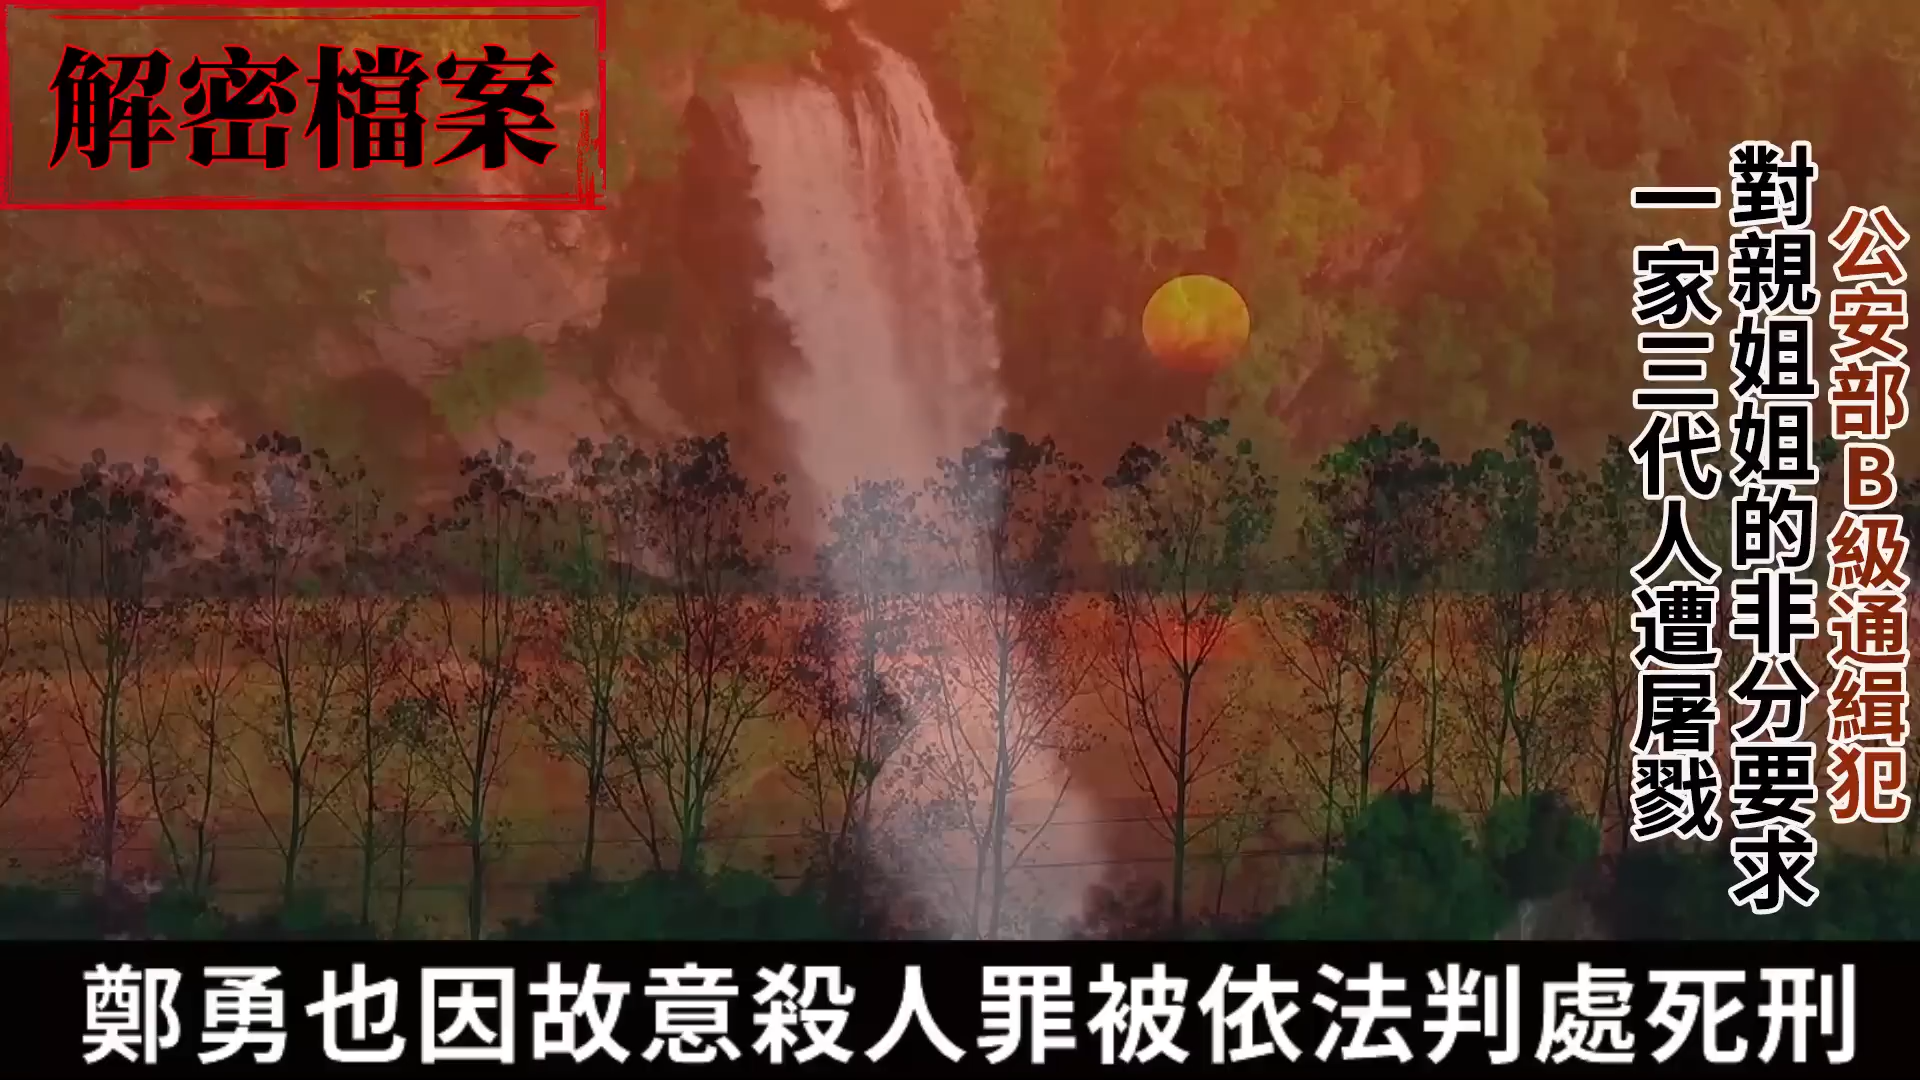 解密檔案
公安部B級通緝犯
對親姐姐的非分要求
一家三代人遭屠戮
鄭勇也因故意殺人罪被依法判處死刑